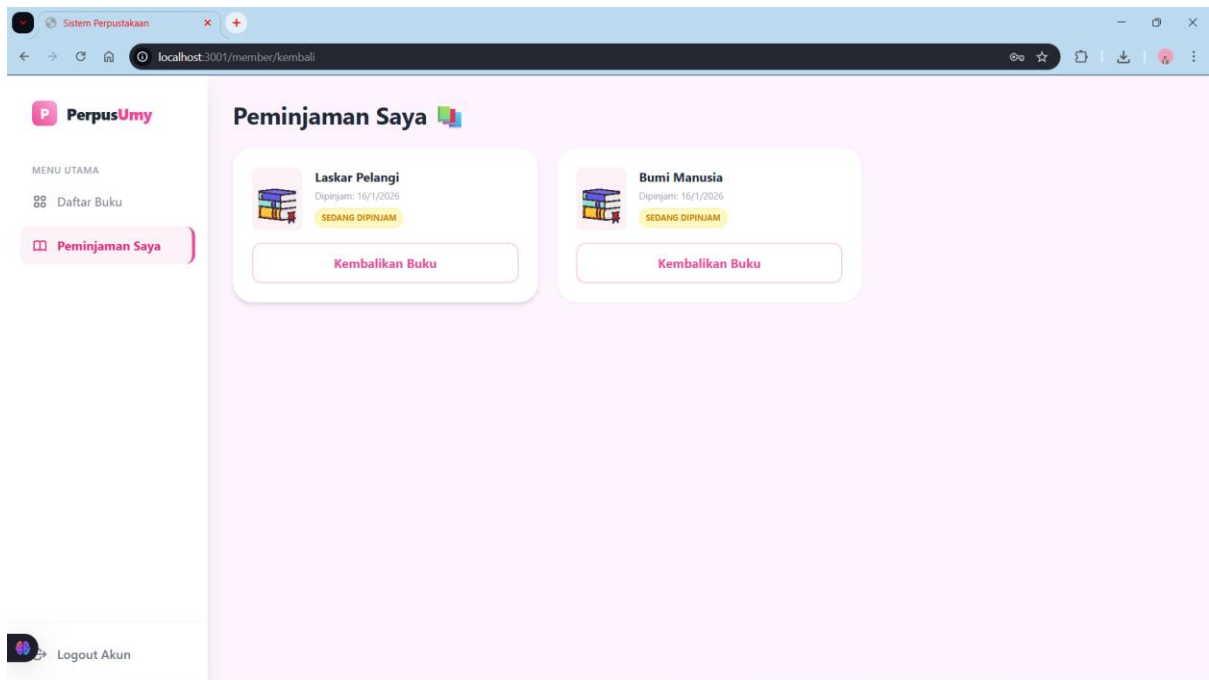 Sistem Perpustakaan
localhost:3001/member/kembali
P PerpusUmy
MENU UTAMA
Daftar Buku
Peminjaman Saya
Logout Akun
Peminjaman Saya
Laskar Pelangi
Dipinjam: 16/1/2026
SEDANG DIPINJAM
Kembalikan Buku
Bumi Manusia
Dipinjam: 16/1/2026
SEDANG DIPINJAM
Kembalikan Buku